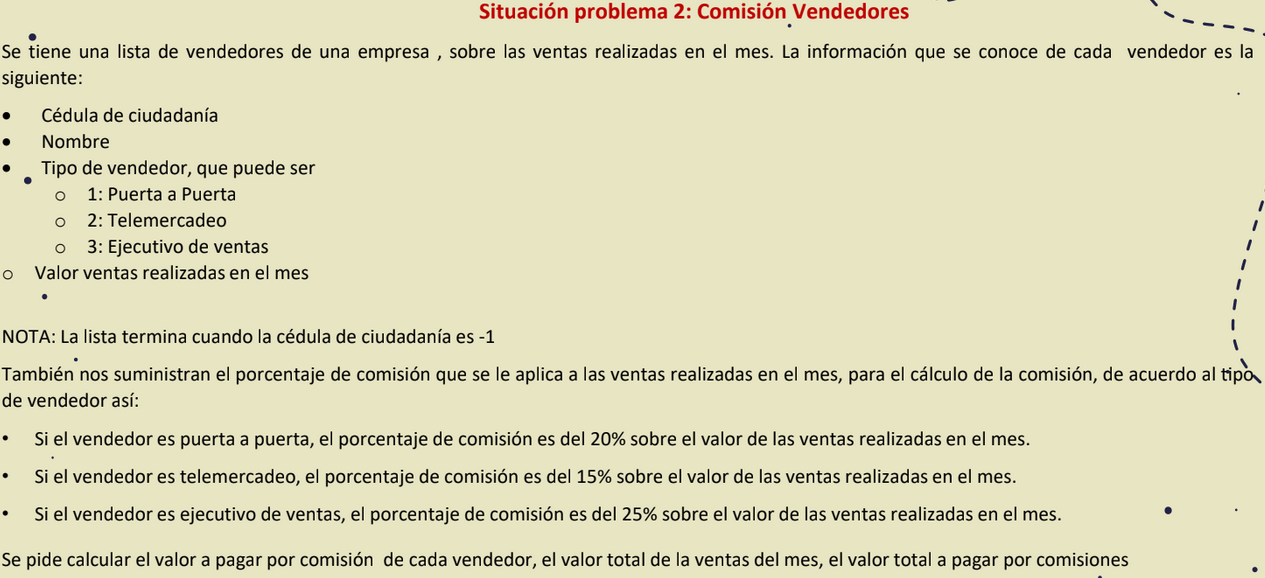 Situación problema 2: Comisión Vendedores
Se tiene una lista de vendedores de una empresa , sobre las ventas realizadas en el mes. La información que se conoce de cada vendedor es la
siguiente:
• Cédula de ciudadanía
• Nombre
• Tipo de vendedor, que puede ser
o 1: Puerta a Puerta
o 2: Telemercadeo
o 3: Ejecutivo de ventas
o Valor ventas realizadas en el mes
NOTA: La lista termina cuando la cédula de ciudadanía es -1
También nos suministran el porcentaje de comisión que se le aplica a las ventas realizadas en el mes, para el cálculo de la comisión, de acuerdo al tipo
de vendedor así:
• Si el vendedor es puerta a puerta, el porcentaje de comisión es del 20% sobre el valor de las ventas realizadas en el mes.
• Si el vendedor es telemercadeo, el porcentaje de comisión es del 15% sobre el valor de las ventas realizadas en el mes.
• Si el vendedor es ejecutivo de ventas, el porcentaje de comisión es del 25% sobre el valor de las ventas realizadas en el mes.
Se pide calcular el valor a pagar por comisión de cada vendedor, el valor total de la ventas del mes, el valor total a pagar por comisiones